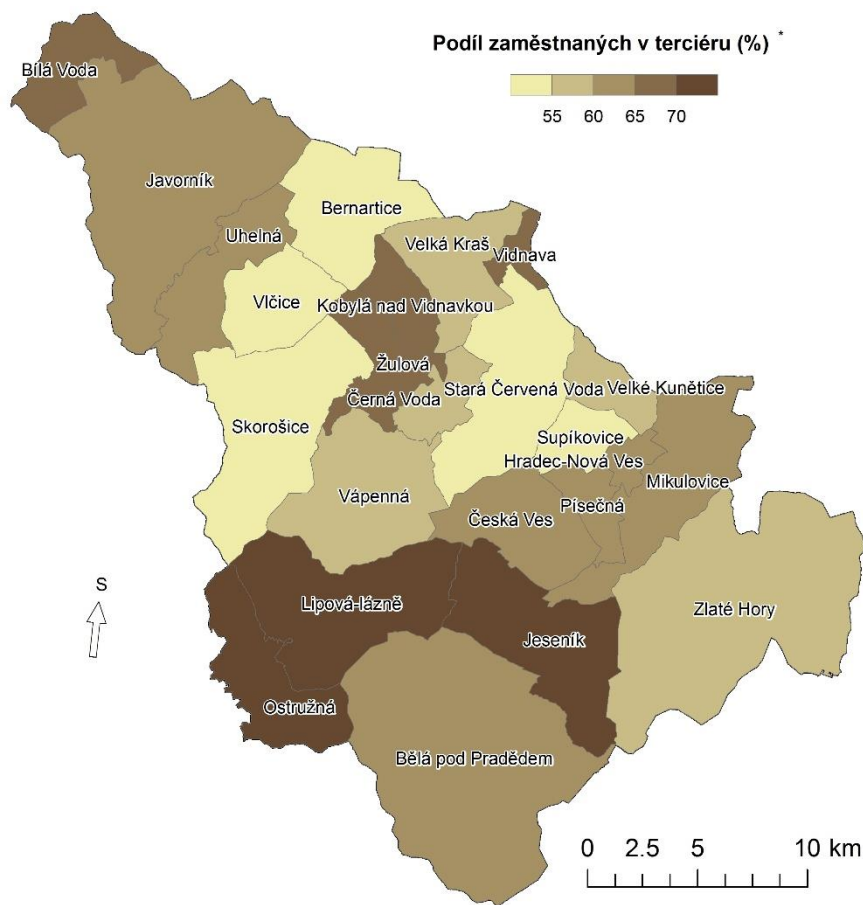 Podíl zaměstnaných v terciéru (%) *
55 60 65 70
Bílá Voda
Javorník
Bernartice
Uhelná
Velká Kraš
Vidnava
Vlčice
Kobylá nad Vidnavkou
Žulová
Černá Voda
Stará Červená Voda
Velké Kunětice
Skorošice
Supíkovice
Hradec-Nová Ves
Mikulovice
Vápenná
Písečná
Česká Ves
S
Lipová-lázně
Zlaté Hory
Jeseník
Ostružná
Bělá pod Pradědem
0 2.5 5 10 km